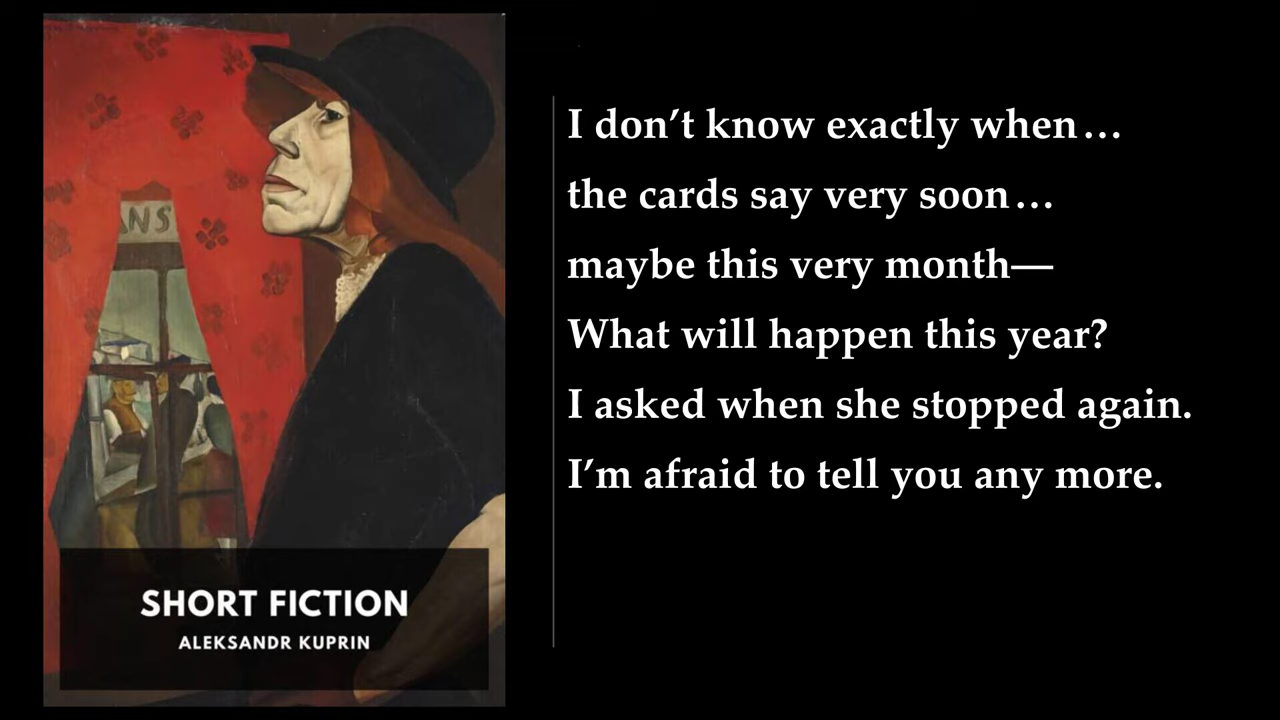 ANS
SHORT FICTION
ALEKSANDR KUPRIN
I don’t know exactly when…
the cards say very soon…
maybe this very month—
What will happen this year?
I asked when she stopped again.
I’m afraid to tell you any more.